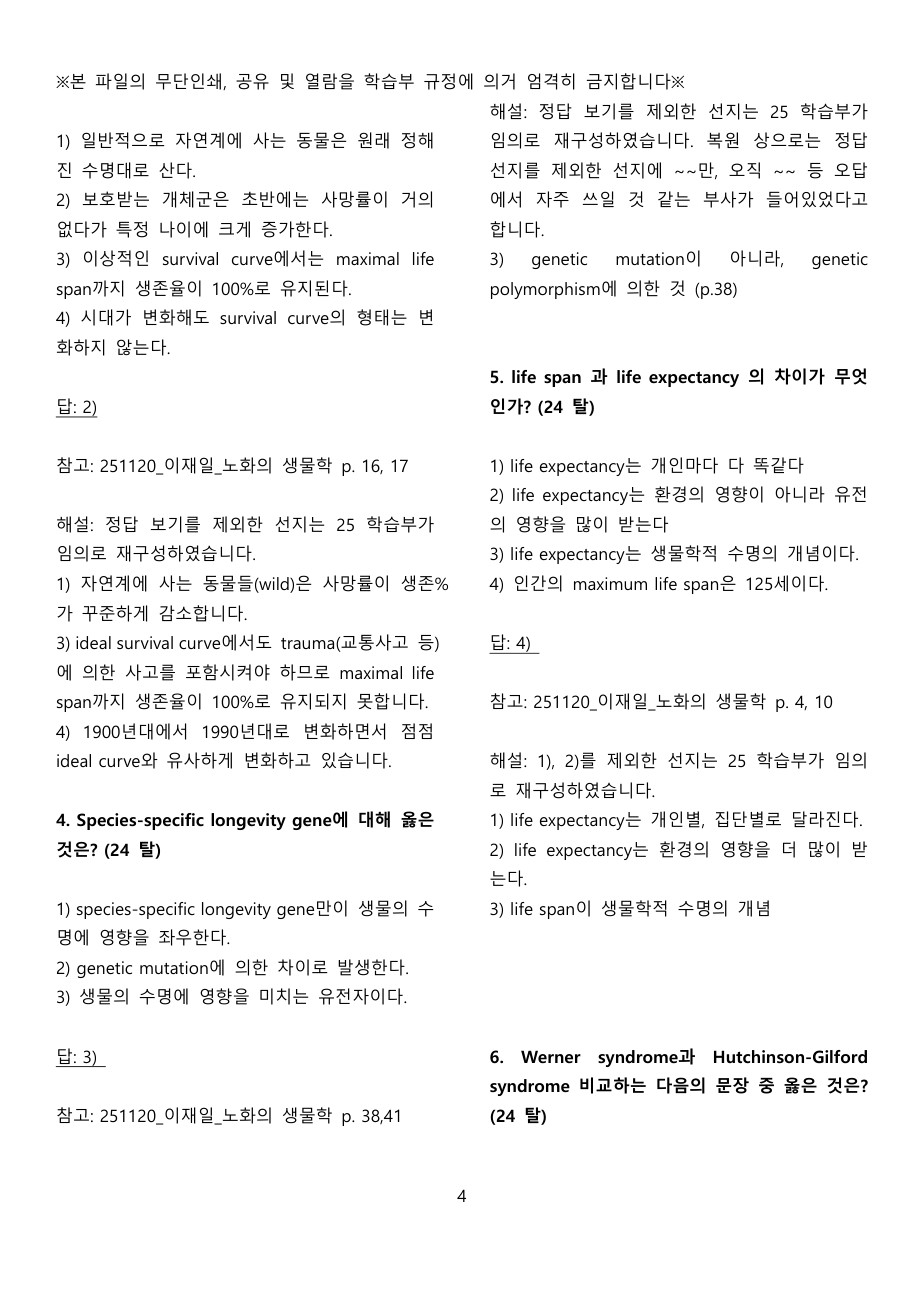 ※본 파일의 무단인쇄, 공유 및 열람을 학습부 규정에 의거 엄격히 금지합니다※
1) 일반적으로 자연계에 사는 동물은 원래 정해
진 수명대로 산다.
2) 보호받는 개체군은 초반에는 사망률이 거의
없다가 특정 나이에 크게 증가한다.
3) 이상적인 survival curve에서는 maximal life
span까지 생존율이 100%로 유지된다.
4) 시대가 변화해도 survival curve의 형태는 변
화하지 않는다.
답: 2)
참고: 251120_이재일_노화의 생물학 p. 16, 17
해설: 정답 보기를 제외한 선지는 25 학습부가
임의로 재구성하였습니다.
1) 자연계에 사는 동물들(wild)은 사망률이 생존%
가 꾸준하게 감소합니다.
3) ideal survival curve에서도 trauma(교통사고 등)
에 의한 사고를 포함시켜야 하므로 maximal life
span까지 생존율이 100%로 유지되지 못합니다.
4) 1900년대에서 1990년대로 변화하면서 점점
ideal curve와 유사하게 변화하고 있습니다.
4. Species-specific longevity gene에 대해 옳은
것은? (24 탈)
1) species-specific longevity gene만이 생물의 수
명에 영향을 좌우한다.
2) genetic mutation에 의한 차이로 발생한다.
3) 생물의 수명에 영향을 미치는 유전자이다.
답: 3)
참고: 251120_이재일_노화의 생물학 p. 38,41
해설: 정답 보기를 제외한 선지는 25 학습부가
임의로 재구성하였습니다. 복원 상으로는 정답
선지를 제외한 선지에 ~~만, 오직 ~~ 등 오답
에서 자주 쓰일 것 같은 부사가 들어있었다고
합니다.
3) genetic mutation이 아니라, genetic
polymorphism에 의한 것 (p.38)
5. life span 과 life expectancy 의 차이가 무엇
인가? (24 탈)
1) life expectancy는 개인마다 다 똑같다
2) life expectancy는 환경의 영향이 아니라 유전
의 영향을 많이 받는다
3) life expectancy는 생물학적 수명의 개념이다.
4) 인간의 maximum life span은 125세이다.
답: 4)
참고: 251120_이재일_노화의 생물학 p. 4, 10
해설: 1), 2)를 제외한 선지는 25 학습부가 임의
로 재구성하였습니다.
1) life expectancy는 개인별, 집단별로 달라진다.
2) life expectancy는 환경의 영향을 더 많이 받
는다.
3) life span이 생물학적 수명의 개념
6. Werner syndrome과 Hutchinson-Gilford
syndrome 비교하는 다음의 문장 중 옳은 것은?
(24 탈)
4